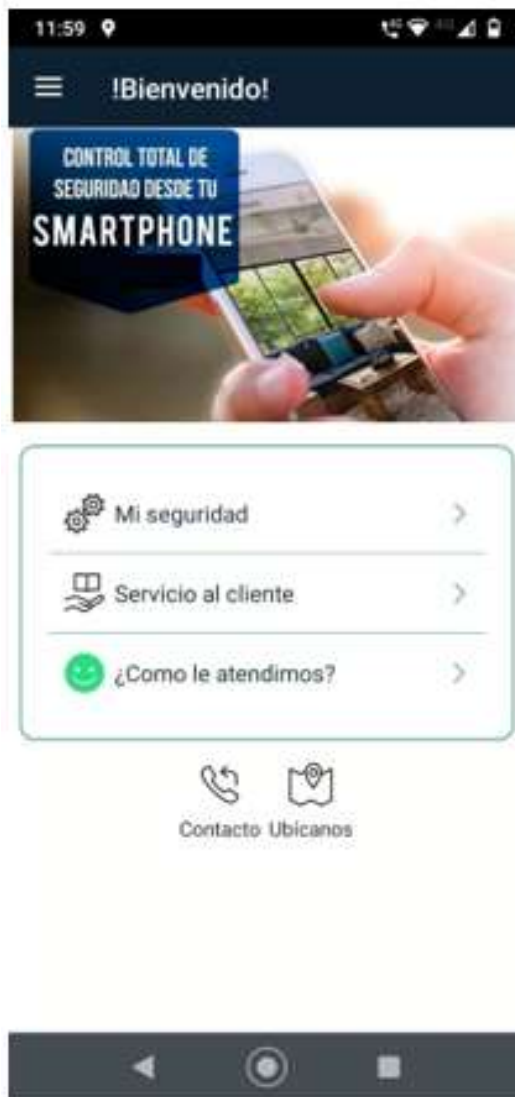 11:59
!Bienvenido!
CONTROL TOTAL DE
SEGURIDAD DESDE TU
SMARTPHONE
Mi seguridad
Servicio al cliente
¿Como le atendimos?
Contacto Ubícanos